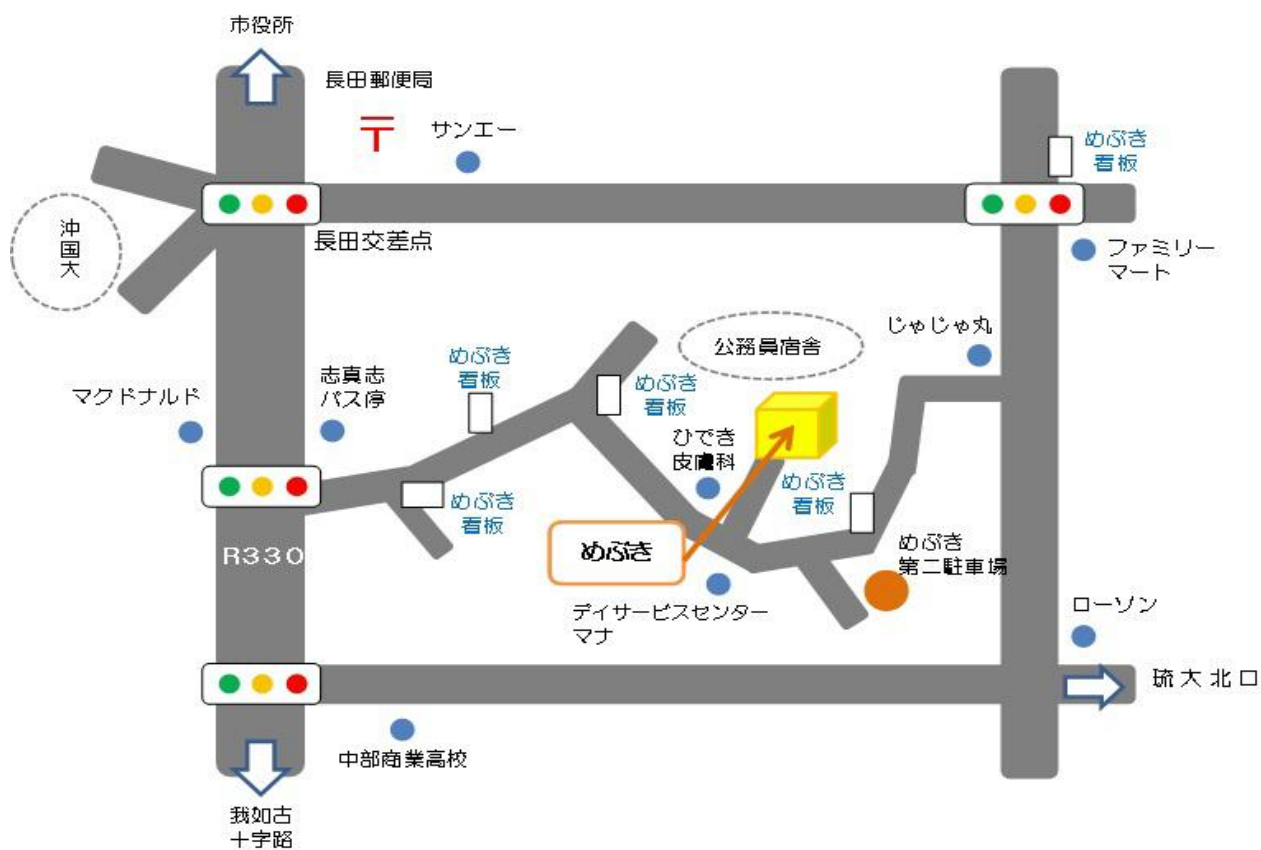 市役所
長田郵便局
〒
サンエー
めぶき
看板
沖
国
大
長田交差点
ファミリー
マート
じゃじゃ丸
公務員宿舎
めぶき
看板
志真志
バス停
めぶき
看板
マクドナルド
ひでき
皮膚科
めぶき
看板
めぶき
看板
R330
めぶき
めぶき
第二駐車場
デイサービスセンター
マナ
ローソン
琉大北口
中部商業高校
我如古
十字路